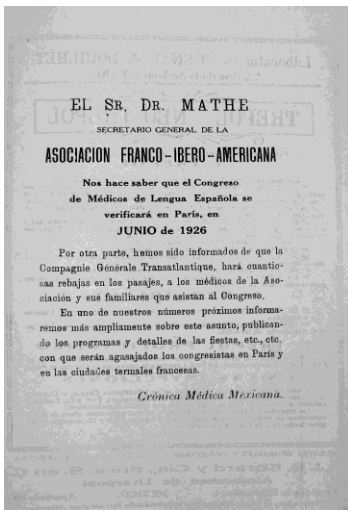 EL SR. DR. MATHE
SECRETARIO GENERAL DE LA
ASOCIACION FRANCO-IBERO-AMERICANA
Nos hace saber que el Congreso
de Médicos de Lengua Española se
verificará en París, en
JUNIO de 1926
Por otra parte, hemos sido informados de que la
Compagnie Générale Transatlantique, hará cuantio-
sas rebajas en los pasajes, a los médicos de la Aso-
ciación y sus familiares que asistan al Congreso.
En uno de nuestros números próximos informa-
remos más ampliamente sobre este asunto, publican-
do los programas y detalles de las fiestas, etc., etc.
con que serán agasajados los congresistas en París y
en las ciudades termales francesas.
Crónica Médica Mexicana.